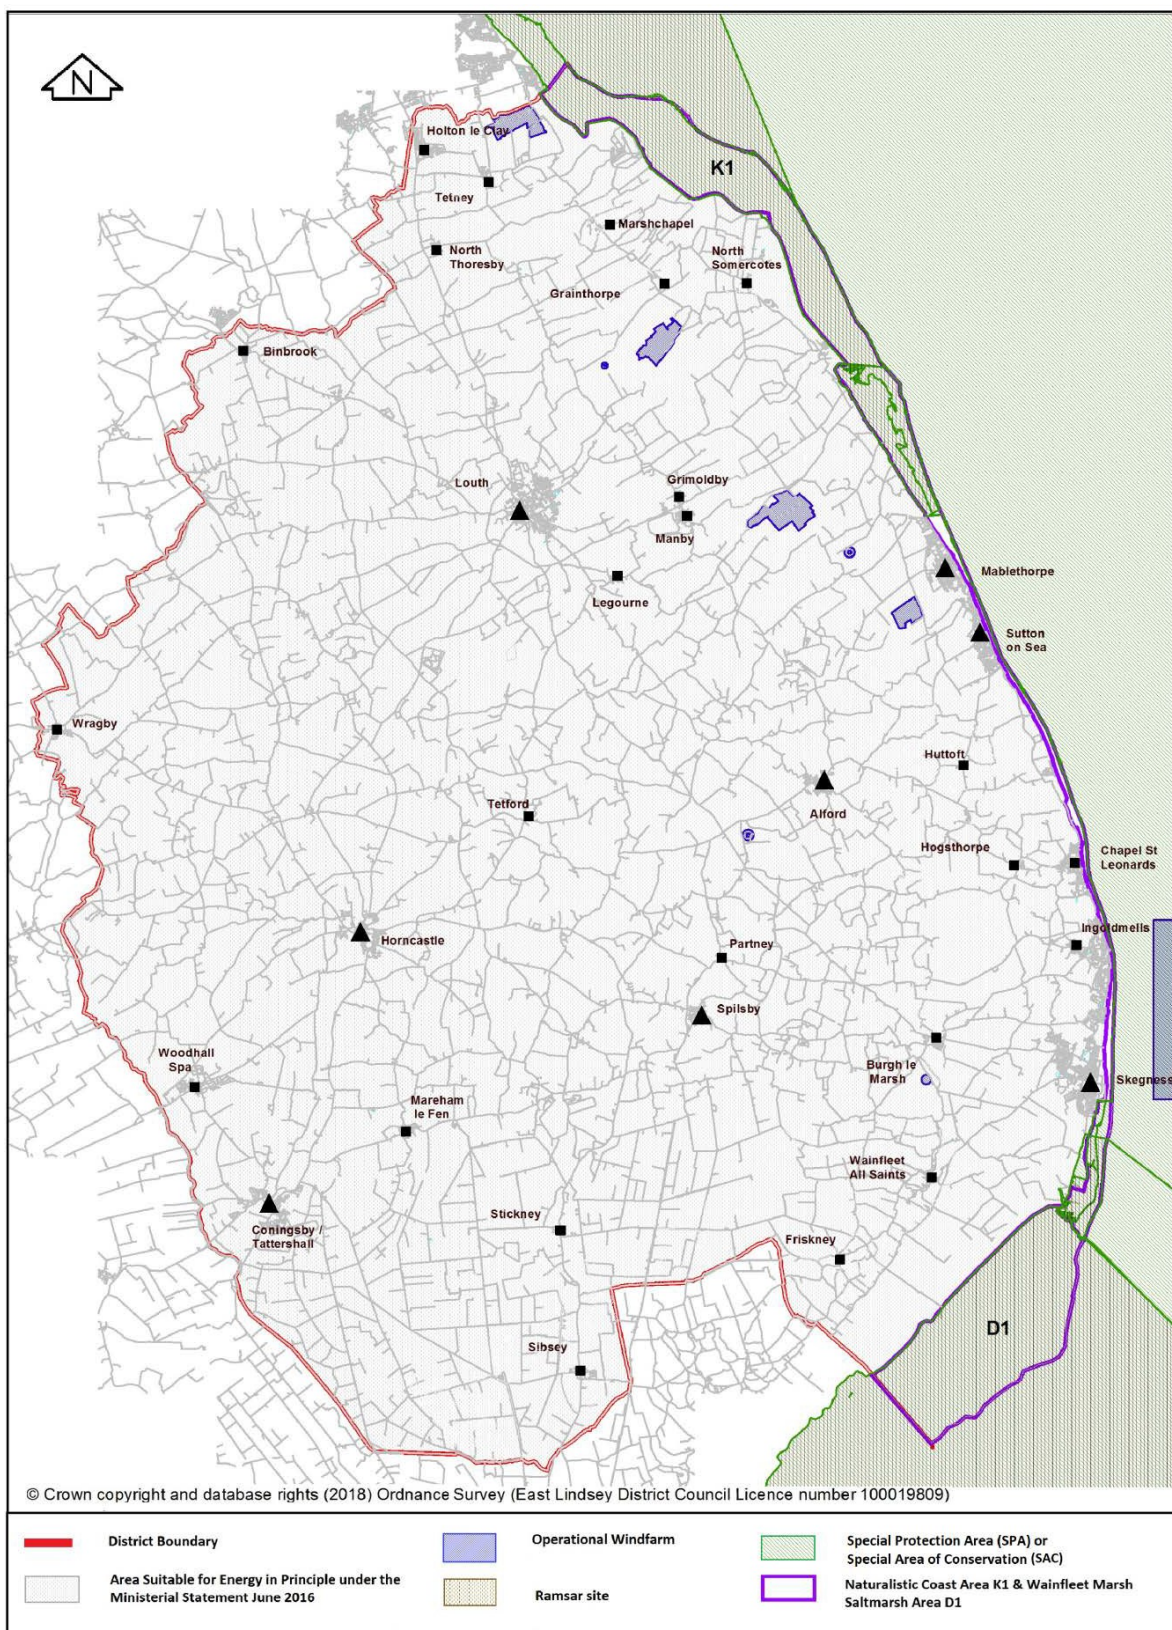 N
K1
Holton le Clay
Tetney
Marshchapel
North
Thoresby
North
Somercotes
Grainthorpe
Binbrook
Louth
Grimoldby
Manby
Legourne
Mablethorpe
Sutton
on Sea
Wragby
Huttoft
Tetford
Alford
Hogsthorpe
Chapel St
Leonards
Horncastle
Partney
Ingoldmells
Spilsby
Woodhall
Spa
Burgh le
Marsh
Skegness
Mareham
le Fen
Wainfleet
All Saints
Coningsby /
Tattershall
Stickney
Friskney
D1
Sibsey
© Crown copyright and database rights (2018) Ordnance Survey (East Lindsey District Council Licence number 100019809)
District Boundary
Operational Windfarm
Special Protection Area (SPA) or
Special Area of Conservation (SAC)
Area Suitable for Energy in Principle under the
Ministerial Statement June 2016
Ramsar site
Naturalistic Coast Area K1 & Wainfleet Marsh
Saltmarsh Area D1